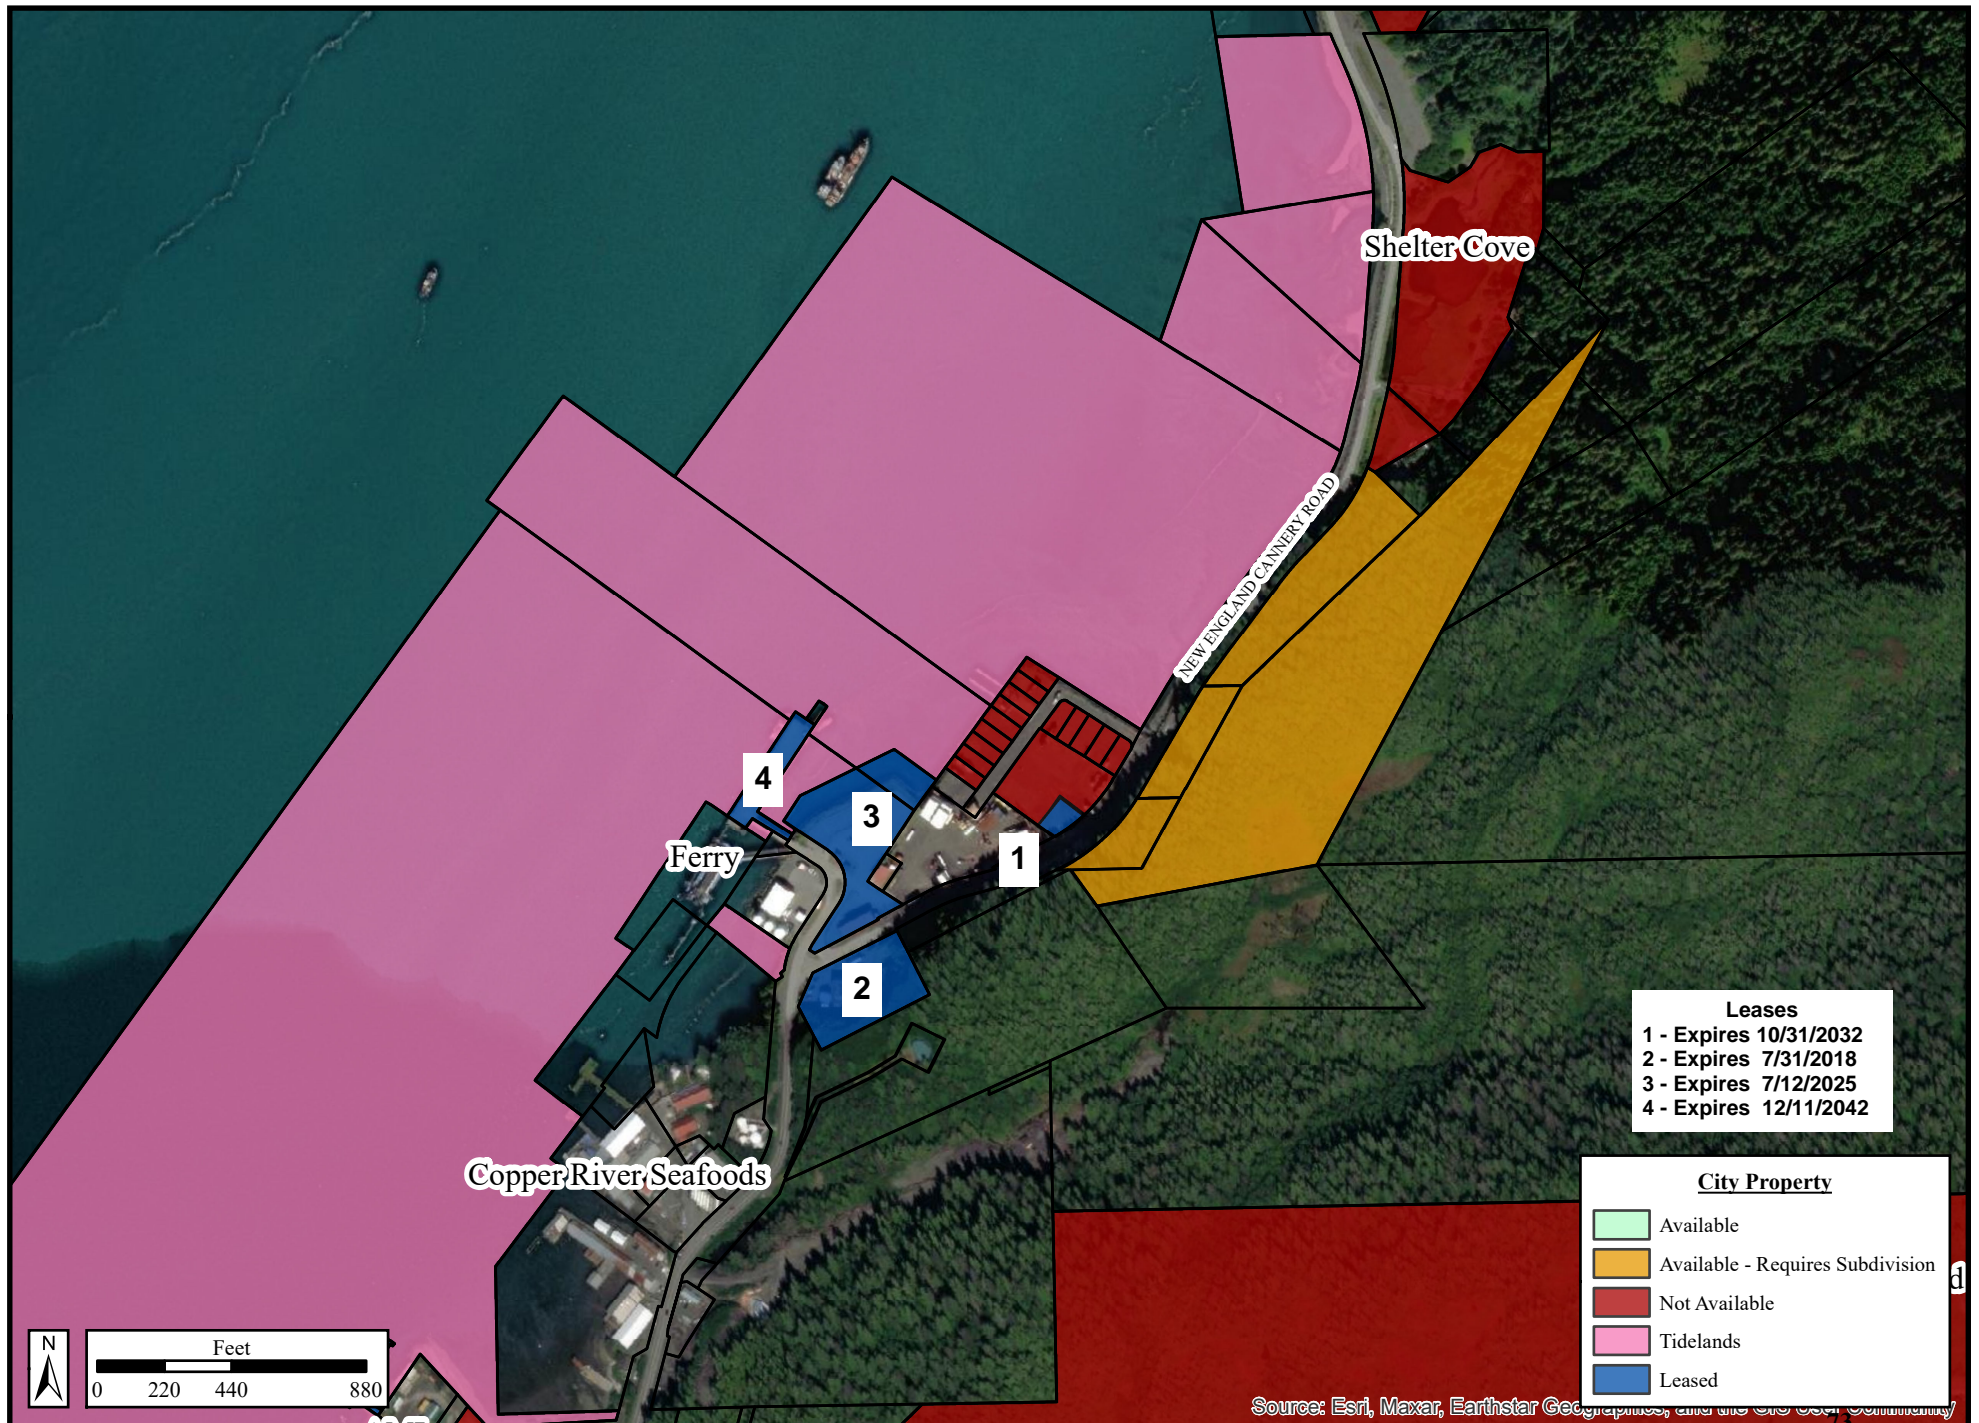 Shelter Cove
NEW ENGLAND CANNERY ROAD
4
3
Ferry
1
2
Leases
1 - Expires 10/31/2032
2 - Expires 7/31/2018
3 - Expires 7/12/2025
4 - Expires 12/11/2042
Copper River Seafoods
City Property
Available
Available - Requires Subdivision
d
Not Available
Tidelands
Leased
N
Feet
0 220 440 880
Source: Esri, Maxar, Earthstar Geographics, and the GIS User Community